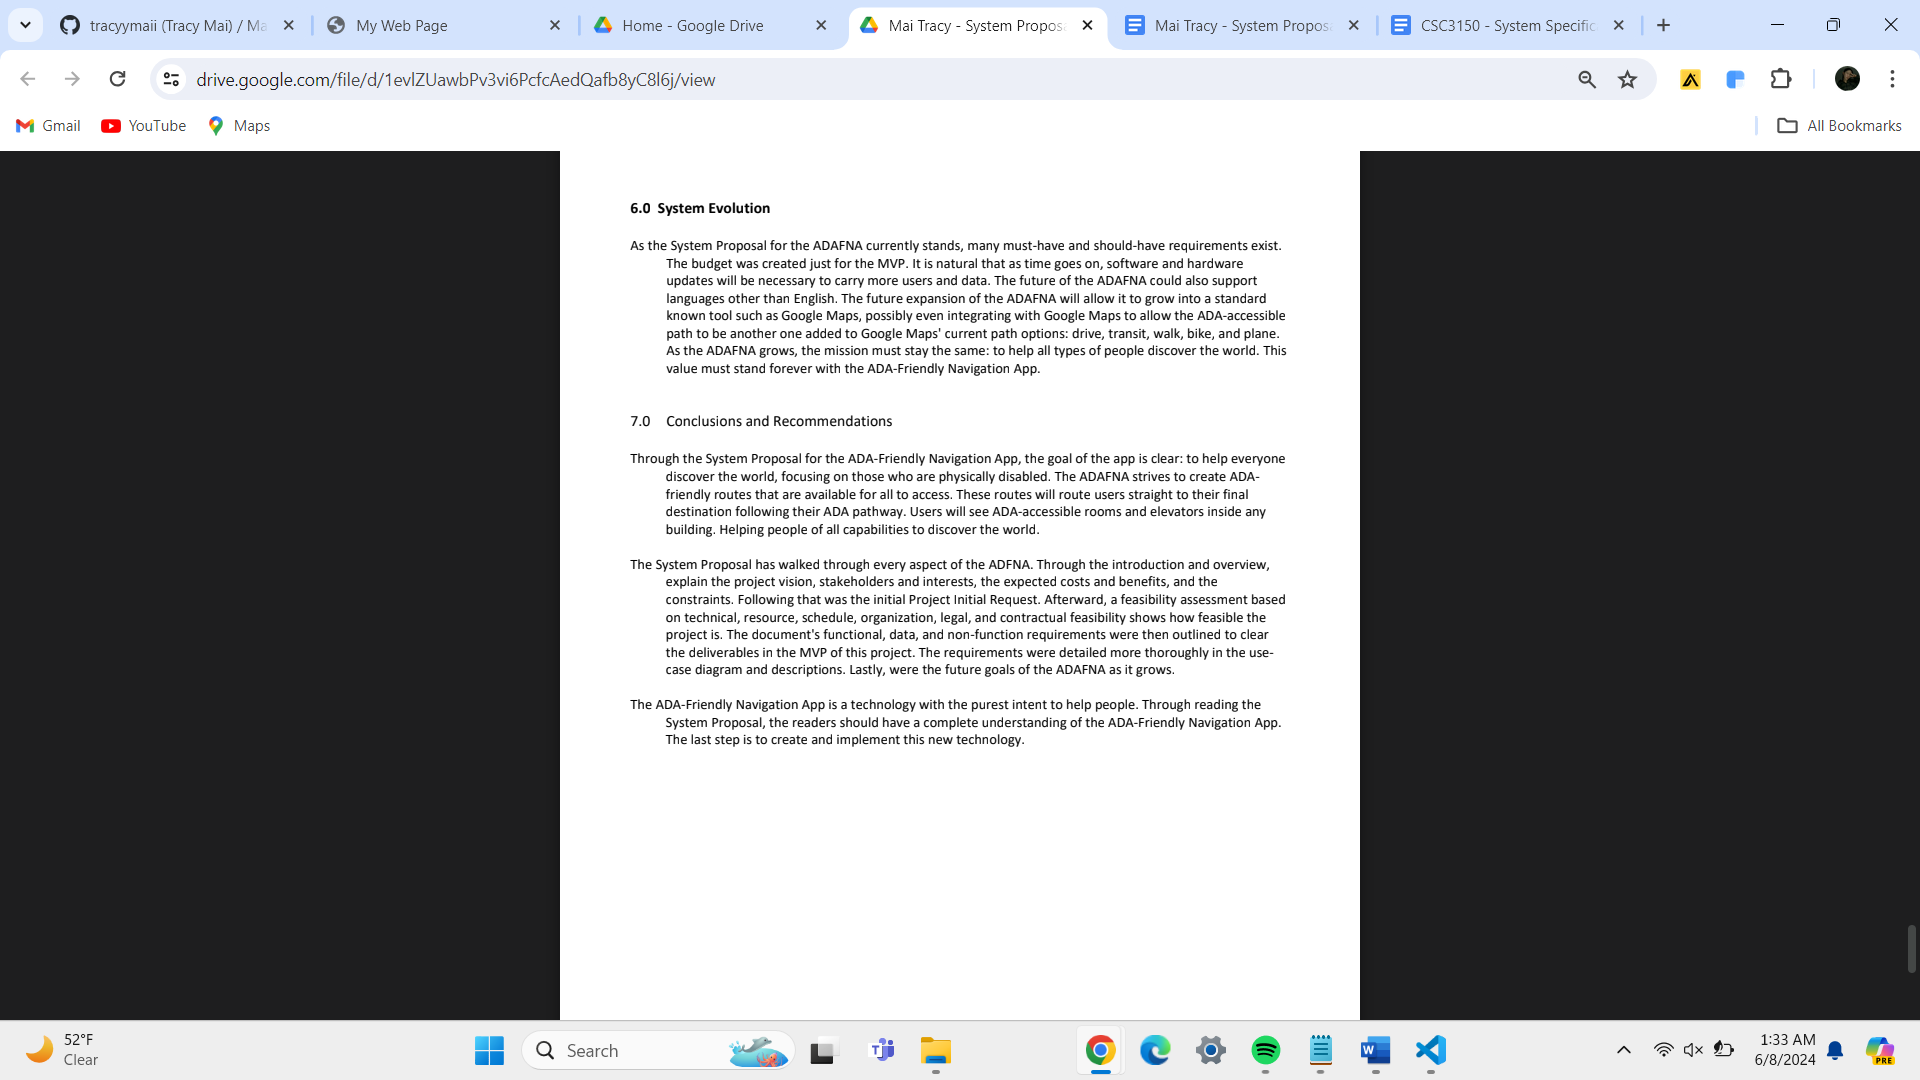 tracyymaii (Tracy Mai) / Ma
My Web Page
Home - Google Drive
Mai Tracy - System Proposa
Mai Tracy - System Proposa
CSC3150 - System Specific
drive.google.com/file/d/1evlZUawbPv3vi6PcfcAedQafb8yC8l6j/view
Gmail
YouTube
Maps
All Bookmarks
6.0 System Evolution
As the System Proposal for the ADAFNA currently stands, many must-have and should-have requirements exist.
The budget was created just for the MVP. It is natural that as time goes on, software and hardware
updates will be necessary to carry more users and data. The future of the ADAFNA could also support
languages other than English. The future expansion of the ADAFNA will allow it to grow into a standard
known tool such as Google Maps, possibly even integrating with Google Maps to allow the ADA-accessible
path to be another one added to Google Maps' current path options: drive, transit, walk, bike, and plane.
As the ADAFNA grows, the mission must stay the same: to help all types of people discover the world. This
value must stand forever with the ADA-Friendly Navigation App.
7.0 Conclusions and Recommendations
Through the System Proposal for the ADA-Friendly Navigation App, the goal of the app is clear: to help everyone
discover the world, focusing on those who are physically disabled. The ADAFNA strives to create ADA-
friendly routes that are available for all to access. These routes will route users straight to their final
destination following their ADA pathway. Users will see ADA-accessible rooms and elevators inside any
building. Helping people of all capabilities to discover the world.
The System Proposal has walked through every aspect of the ADFNA. Through the introduction and overview,
explain the project vision, stakeholders and interests, the expected costs and benefits, and the
constraints. Following that was the initial Project Initial Request. Afterward, a feasibility assessment based
on technical, resource, schedule, organization, legal, and contractual feasibility shows how feasible the
project is. The document's functional, data, and non-function requirements were then outlined to clear
the deliverables in the MVP of this project. The requirements were detailed more thoroughly in the use-
case diagram and descriptions. Lastly, were the future goals of the ADAFNA as it grows.
The ADA-Friendly Navigation App is a technology with the purest intent to help people. Through reading the
System Proposal, the readers should have a complete understanding of the ADA-Friendly Navigation App.
The last step is to create and implement this new technology.
52°F
Clear
Search
1:33 AM
6/8/2024
PRE